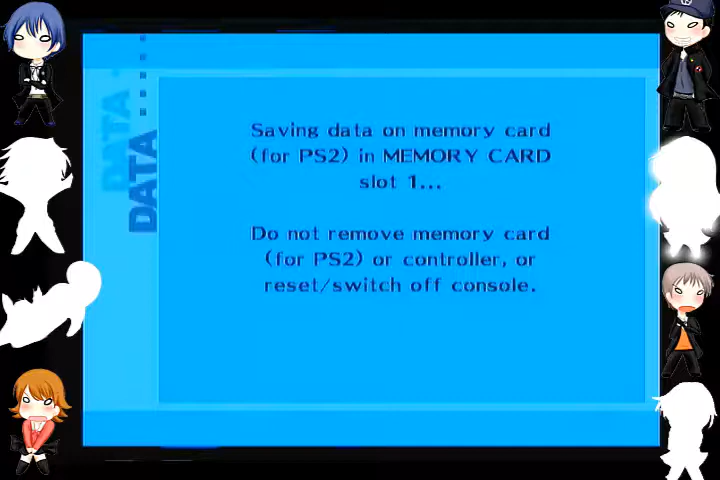 DATA
DATA
Saving data on memory card
(for PS2) in MEMORY CARD
slot 1...
Do not remove memory card
(for PS2) or controller, or
reset/switch off console.